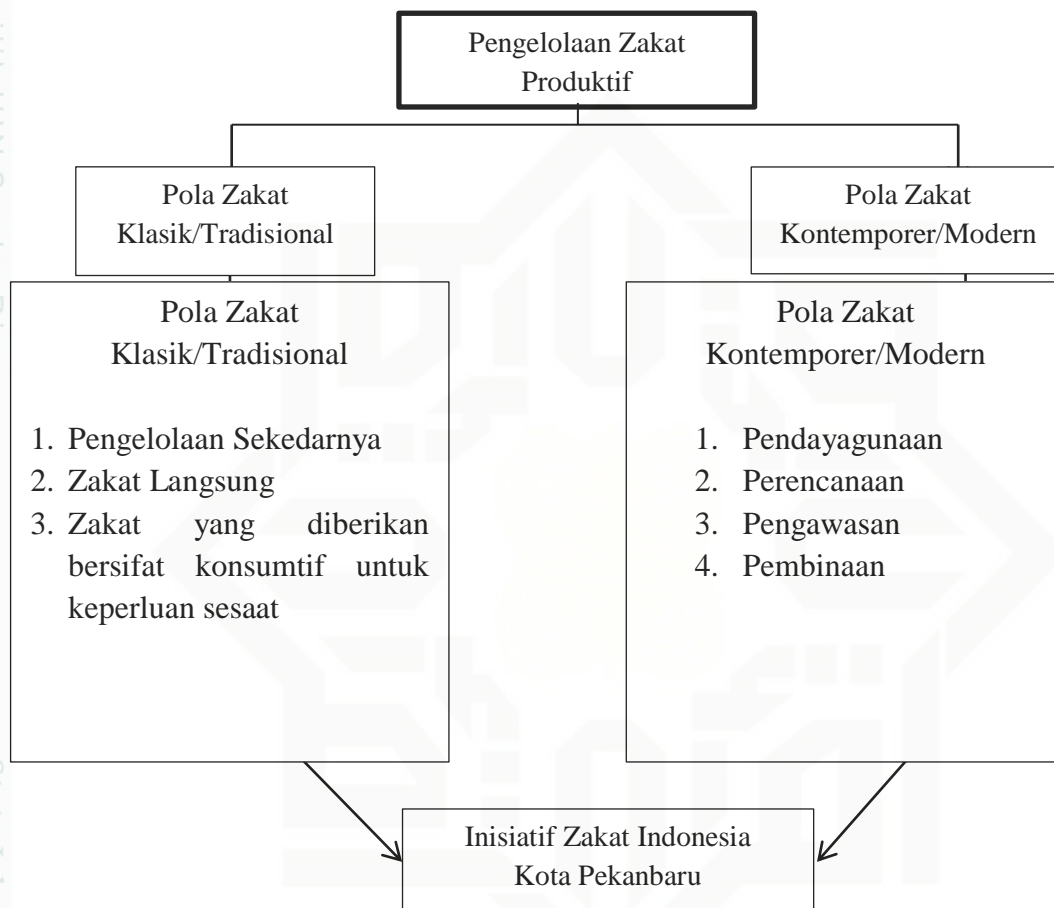 Pengelolaan Zakat
Produktif
Pola Zakat
Klasik/Tradisional
Pola Zakat
Kontemporer/Modern
Pola Zakat
Klasik/Tradisional
1. Pengelolaan Sekedarnya
2. Zakat Langsung
3. Zakat yang diberikan
bersifat konsumtif untuk
keperluan sesaat
Pola Zakat
Kontemporer/Modern
1. Pendayagunaan
2. Perencanaan
3. Pengawasan
4. Pembinaan
Inisiatif Zakat Indonesia
Kota Pekanbaru